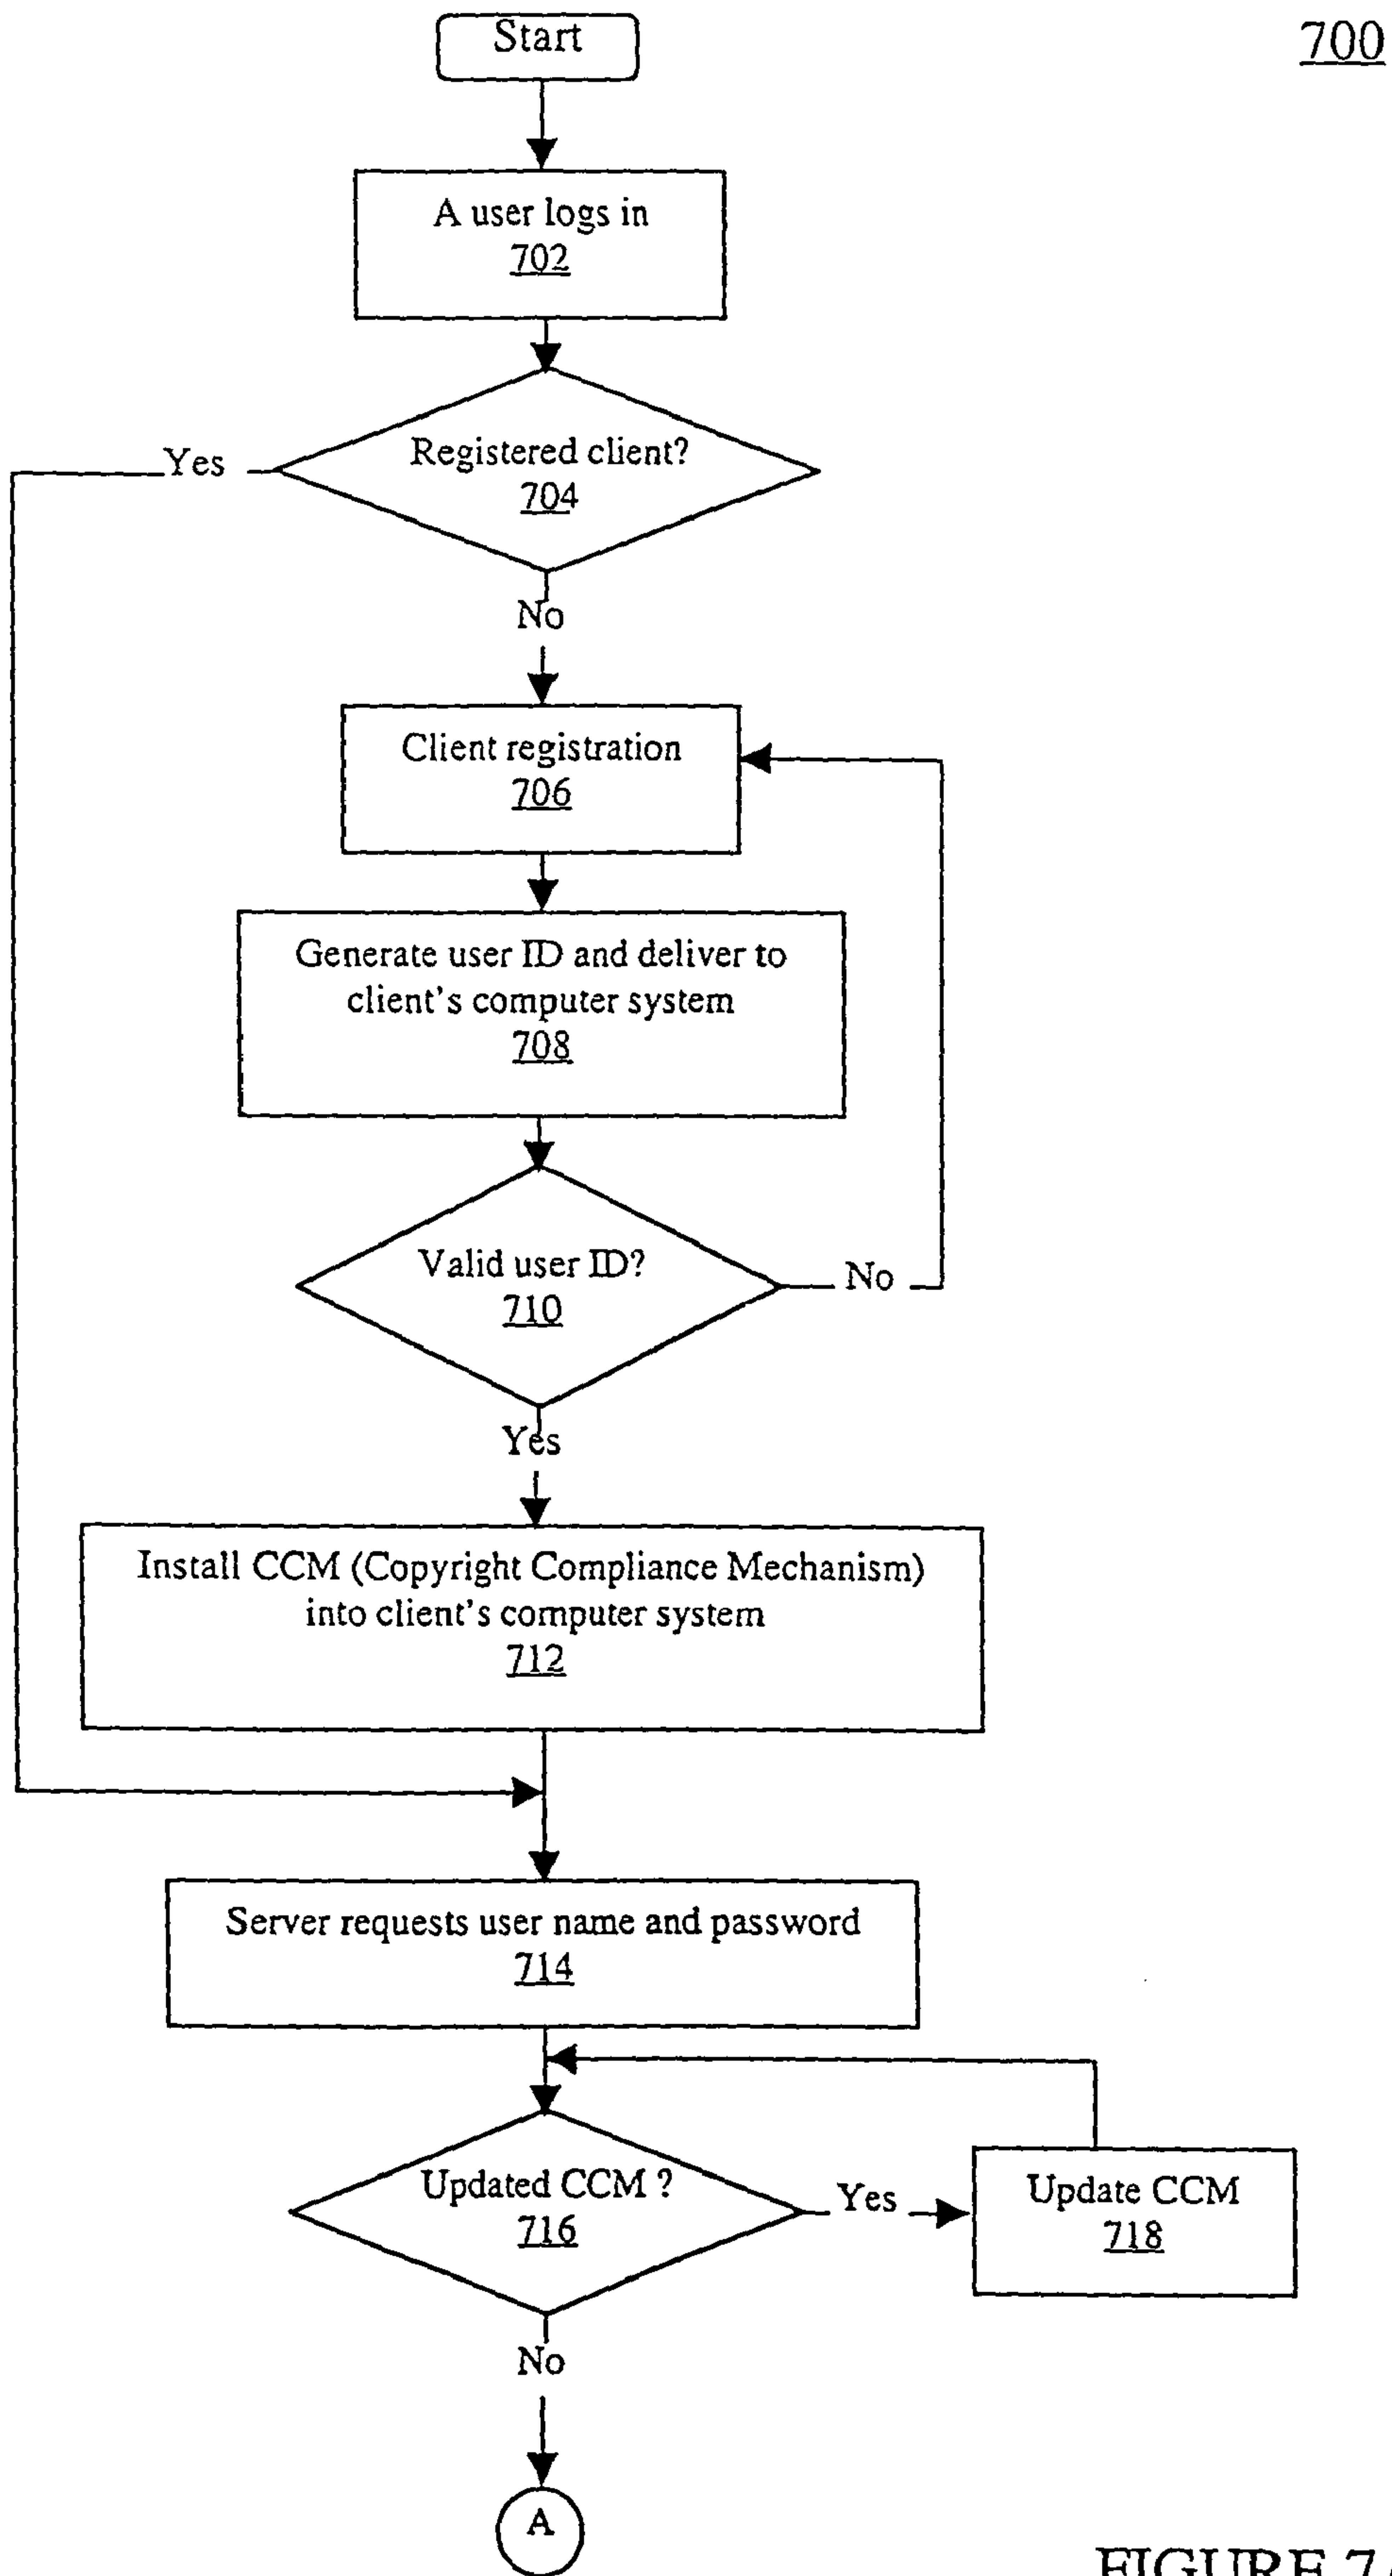 Start
700
A user logs in
702
Registered client?
704
Yes
No
Client registration
706
Generate user ID and deliver to
client's computer system
708
Valid user ID?
710
No
Yes
Install CCM (Copyright Compliance Mechanism)
into client's computer system
712
Server requests user name and password
714
Updated CCM ?
716
Yes
Update CCM
718
No
A
FIGURE